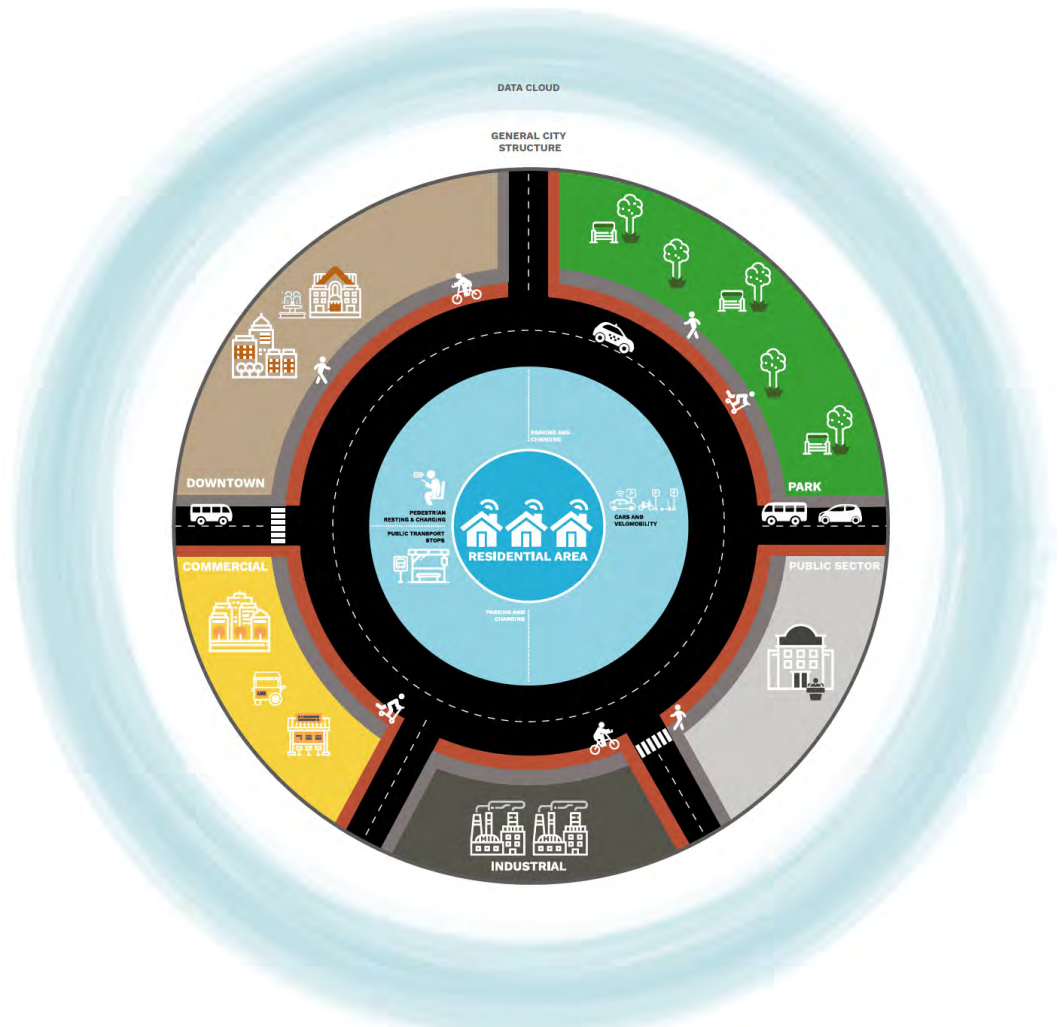 DATA CLOUD
GENERAL CITY
STRUCTURE
DOWNTOWN
PARK
PARKING AND
CHARGING
PEDESTRIAN
RESTING & CHARGING
PUBLIC TRANSPORT
STOPS
CARS AND
VELOMOBILITY
RESIDENTIAL AREA
PARKING AND
CHARGING
COMMERCIAL
PUBLIC SECTOR
INDUSTRIAL